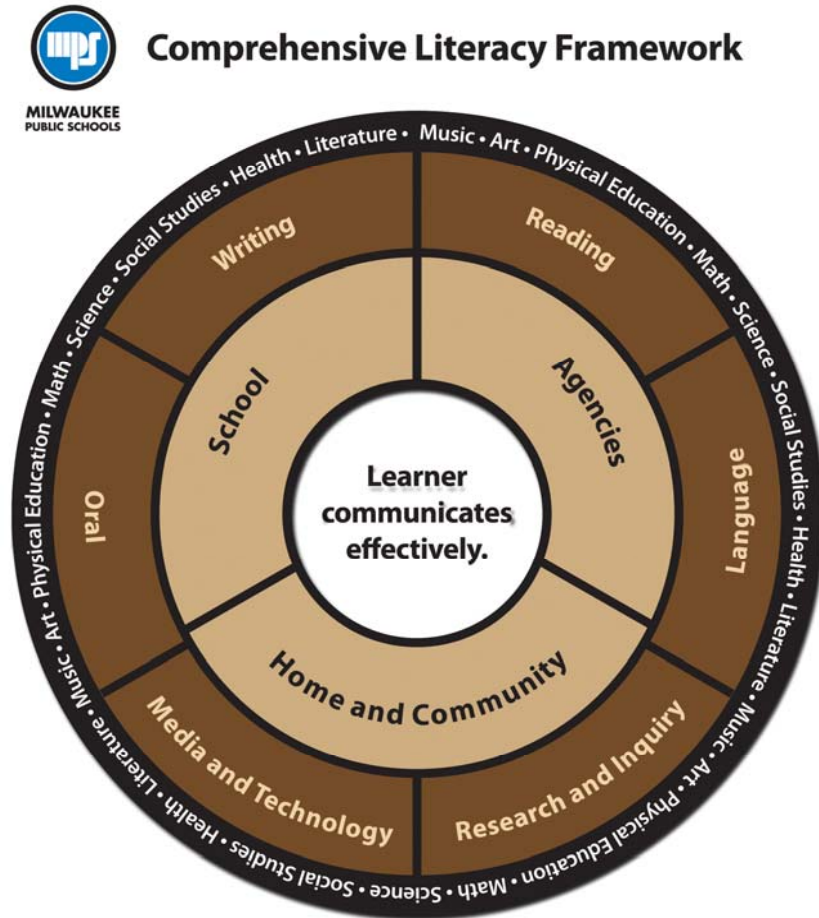 mps
MILWAUKEE
PUBLIC SCHOOLS
Comprehensive Literacy Framework
Music • Art • Physical Education • Math • Science • Social Studies • Health • Literature • Music • Art • Physical Education • Math • Science • Social Studies • Health • Literature • Music • Art • Physical Education • Math • Science • Social Studies • Health • Literature •
Writing
Reading
Language
Research and Inquiry
Media and Technology
Oral
School
Agencies
Home and Community
Learner
communicates
effectively.